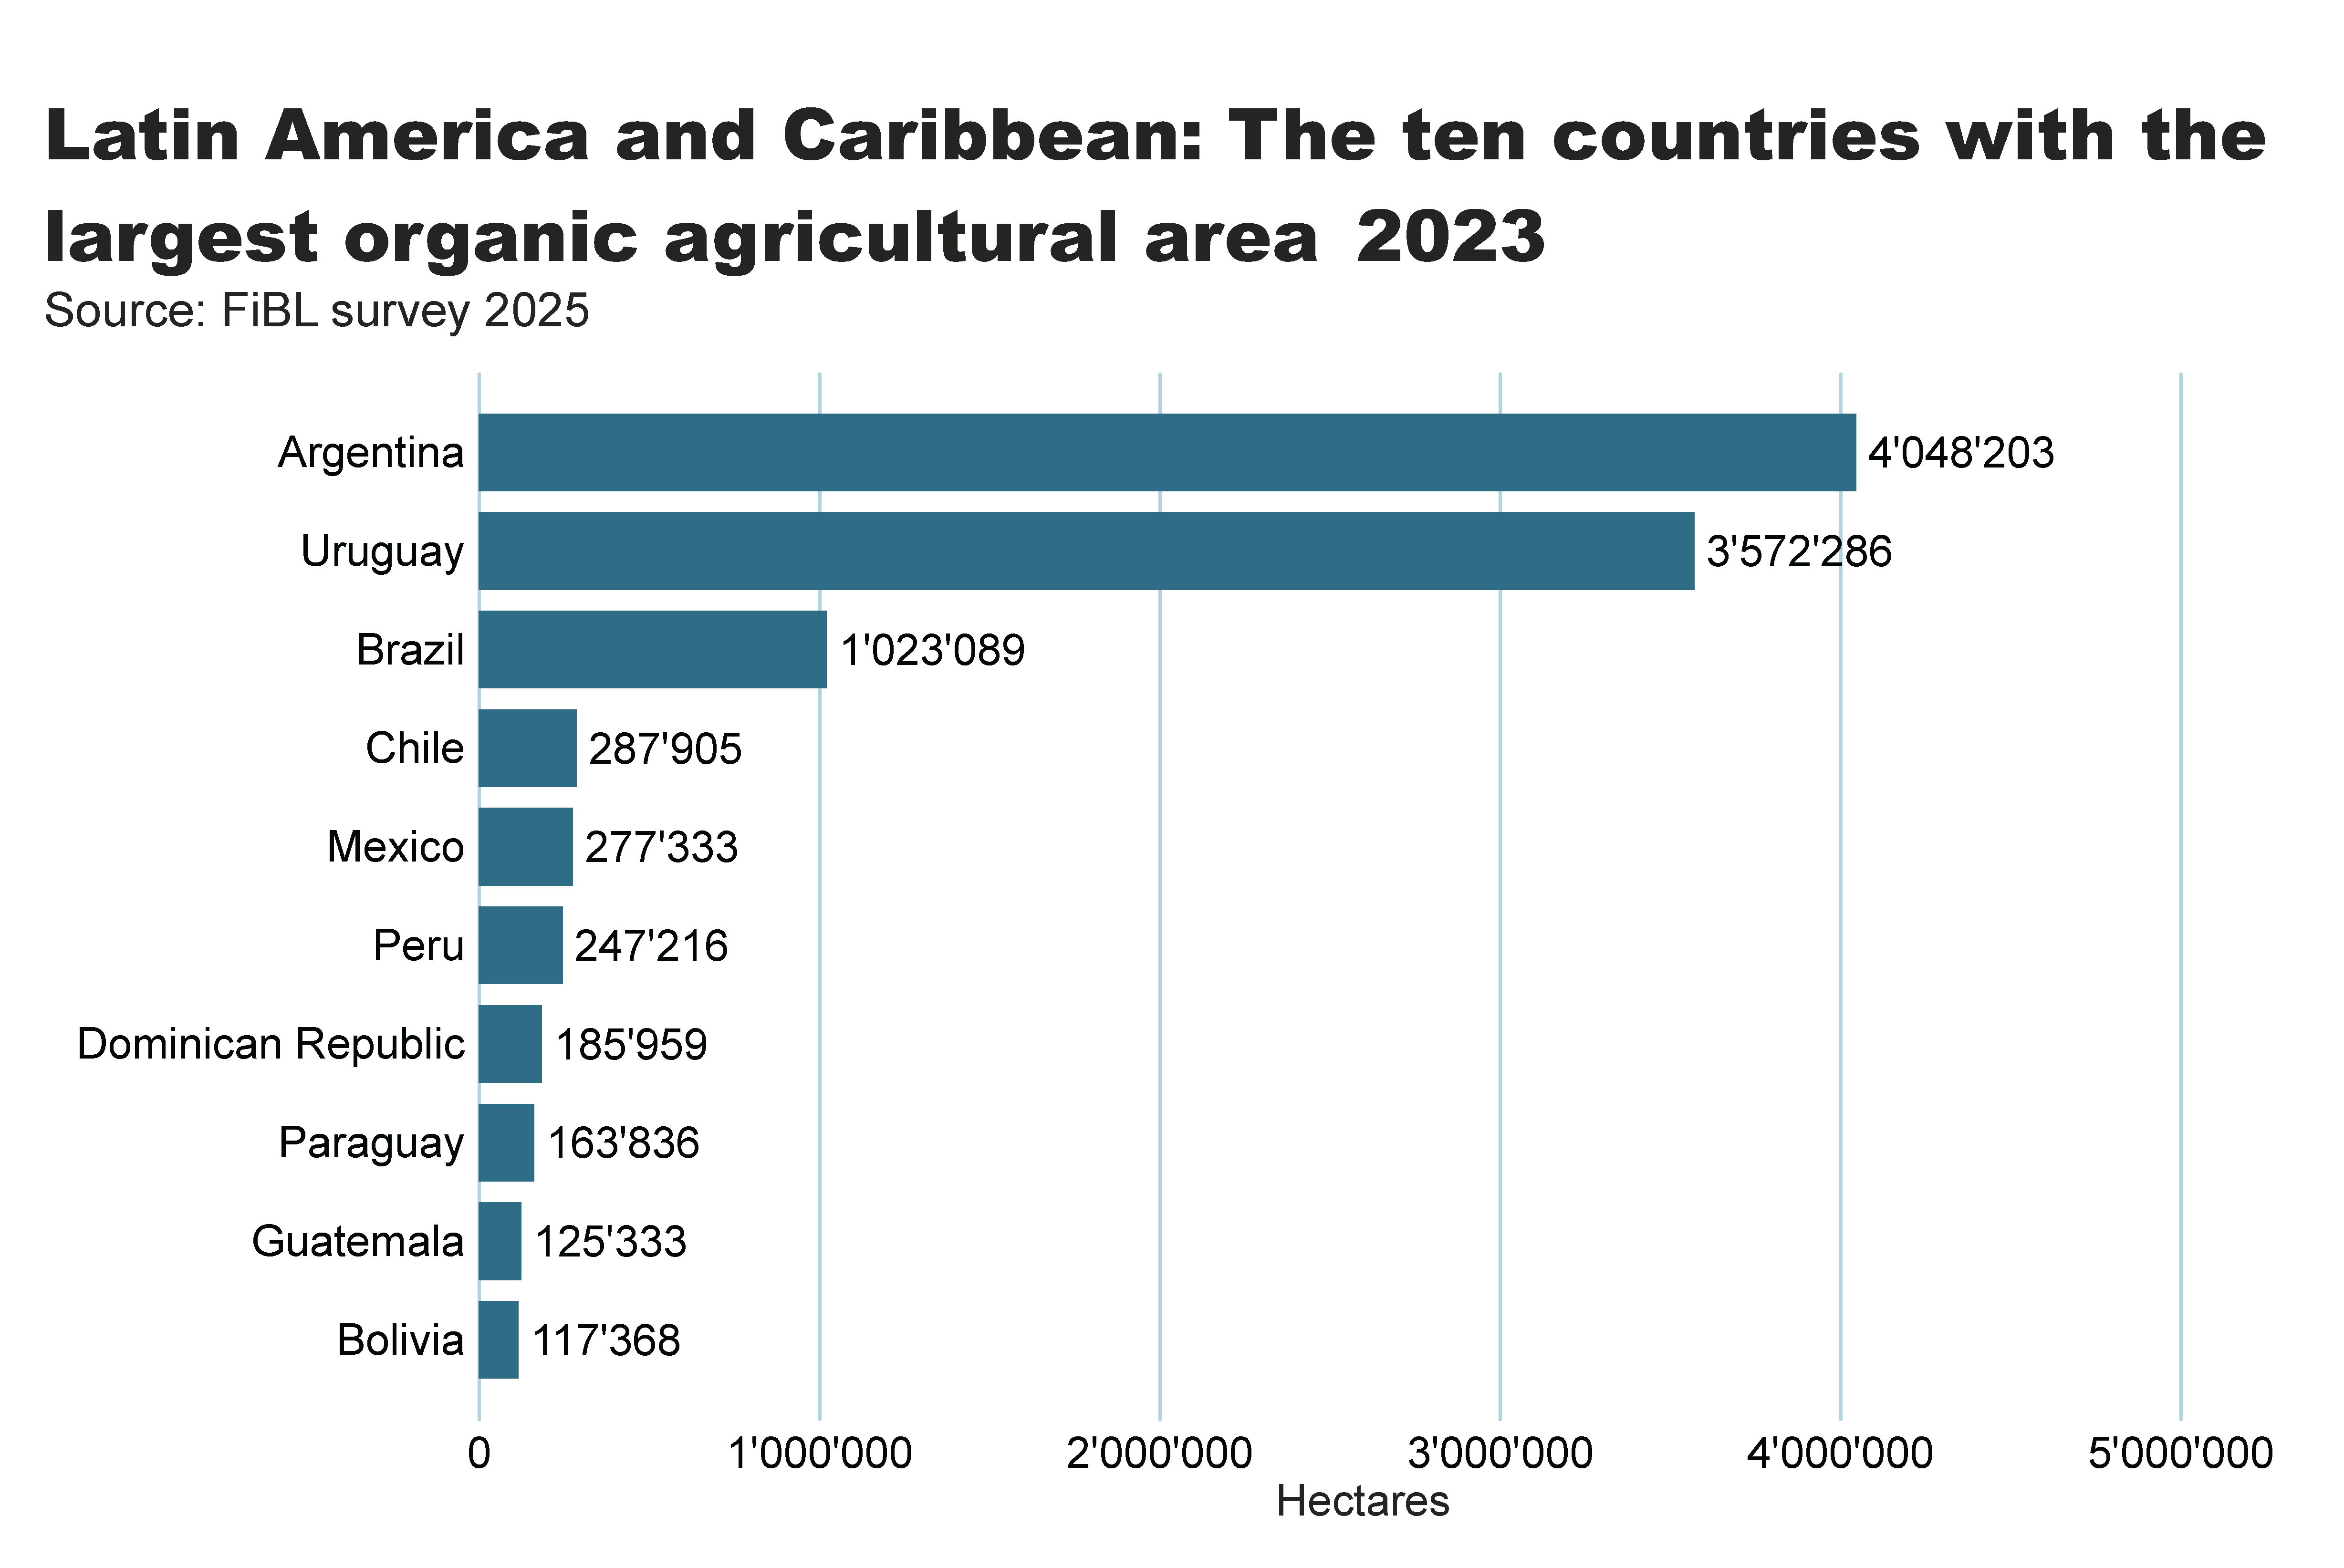 Latin America and Caribbean: The ten countries with the
largest organic agricultural area 2023
Source: FiBL survey 2025
Argentina 4'048'203
Uruguay 3'572'286
Brazil 1'023'089
Chile 287'905
Mexico 277'333
Peru 247'216
Dominican Republic 185'959
Paraguay 163'836
Guatemala 125'333
Bolivia 117'368
0 1'000'000 2'000'000 3'000'000 4'000'000 5'000'000
Hectares